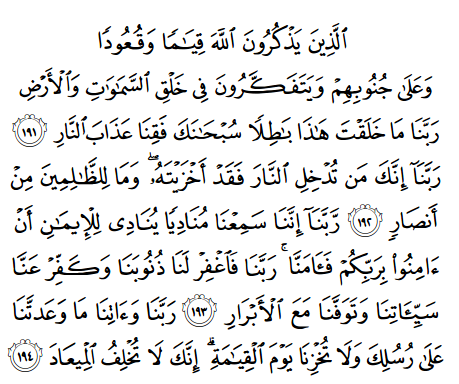 ٱلَّذِينَ يَذْكُرُونَ ٱللَّهَ قِيَٰمًا وَقُعُودًا
وَعَلَىٰ جُنُوبِهِمْ وَيَتَفَكَّرُونَ فِى خَلْقِ ٱلسَّمَٰوَٰتِ وَٱلْأَرْضِ
رَبَّنَا مَا خَلَقْتَ هَٰذَا بَٰطِلًا سُبْحَٰنَكَ فَقِنَا عَذَابَ ٱلنَّارِ ١٩١
رَبَّنَآ إِنَّكَ مَن تُدْخِلِ ٱلنَّارَ فَقَدْ أَخْزَيْتَهُۥ ۖ وَمَا لِلظَّٰلِمِينَ مِنْ
أَنصَارٍ ١٩٢ رَّبَّنَآ إِنَّنَا سَمِعْنَا مُنَادِيًا يُنَادِى لِلْإِيمَٰنِ أَنْ
ءَامِنُوا۟ بِرَبِّكُمْ فَـَٔامَنَّا ۚ رَبَّنَا فَٱغْفِرْ لَنَا ذُنُوبَنَا وَكَفِّرْ عَنَّا
سَيِّـَٔاتِنَا وَتَوَفَّنَا مَعَ ٱلْأَبْرَارِ ١٩٣ رَبَّنَا وَءَاتِنَا مَا وَعَدتَّنَا
عَلَىٰ رُسُلِكَ وَلَا تُخْزِنَا يَوْمَ ٱلْقِيَٰمَةِ ۗ إِنَّكَ لَا تُخْلِفُ ٱلْمِيعَادَ ١٩٤